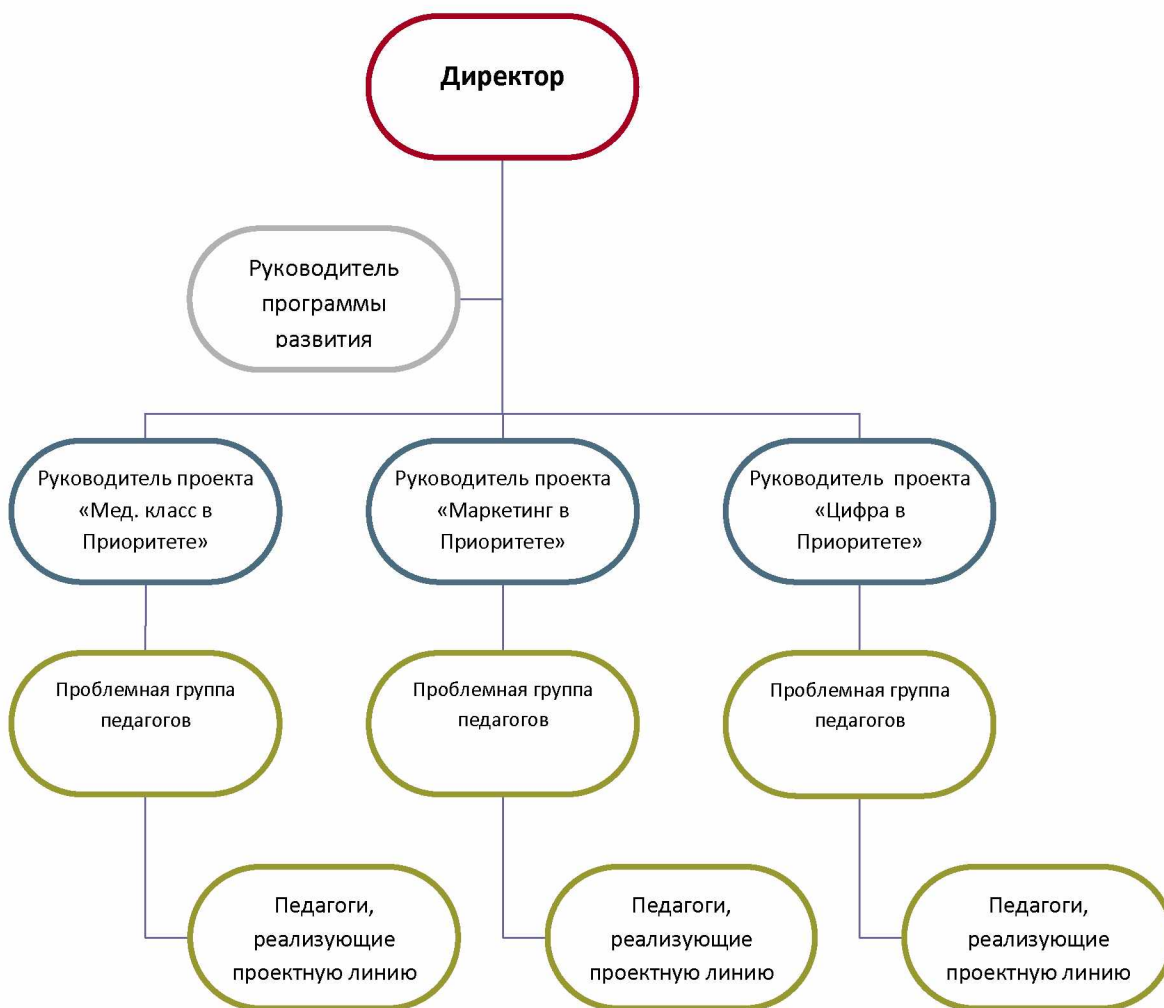 Директор
Руководитель
программы
развития
Руководитель проекта
«Мед. класс в
Приоритете»
Руководитель проекта
«Маркетинг в
Приоритете»
Руководитель проекта
«Цифра в
Приоритете»
Проблемная группа
педагогов
Проблемная группа
педагогов
Проблемная группа
педагогов
Педагоги,
реализующие
проектную линию
Педагоги,
реализующие
проектную линию
Педагоги,
реализующие
проектную линию